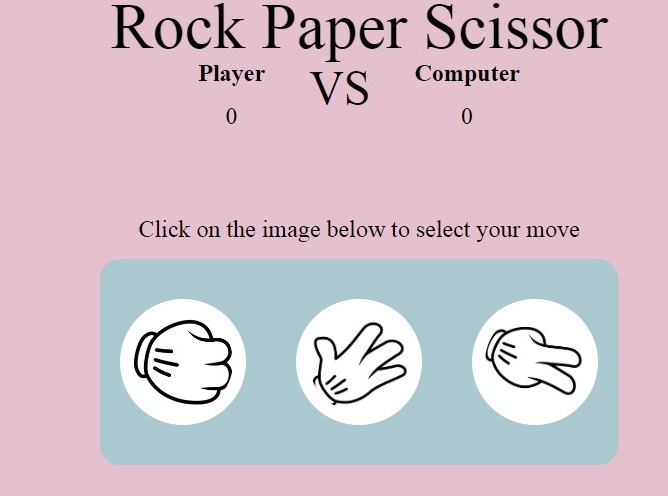 Rock Paper Scissor
Player VS Computer
0 0
Click on the image below to select your move